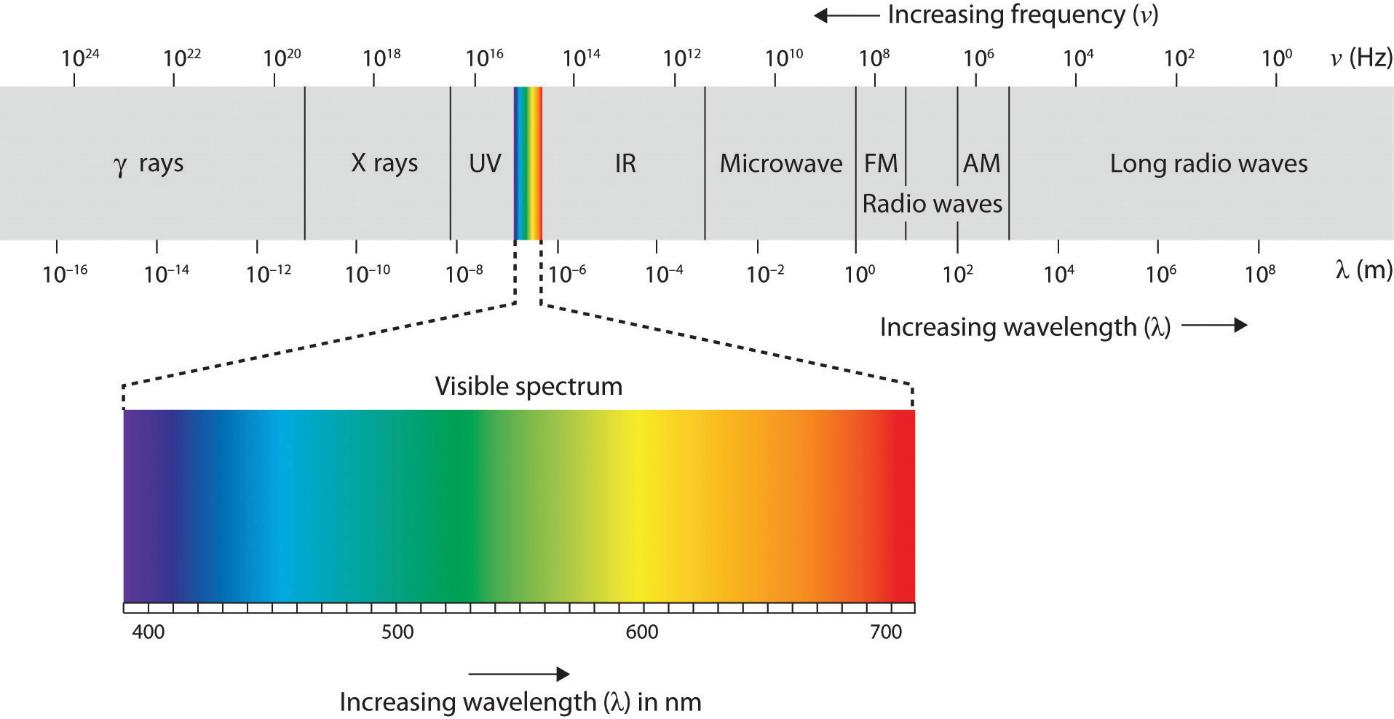 Increasing frequency (ν)
10²⁴ 10²² 10²⁰ 10¹⁸ 10¹⁶ 10¹⁴ 10¹² 10¹⁰ 10⁸ 10⁶ 10⁴ 10² 10⁰ ν (Hz)
γ rays X rays UV IR Microwave FM AM Long radio waves
Radio waves
10⁻¹⁶ 10⁻¹⁴ 10⁻¹² 10⁻¹⁰ 10⁻⁸ 10⁻⁶ 10⁻⁴ 10⁻² 10⁰ 10² 10⁴ 10⁶ 10⁸ λ (m)
Increasing wavelength (λ)
Visible spectrum
400 500 600 700
Increasing wavelength (λ) in nm